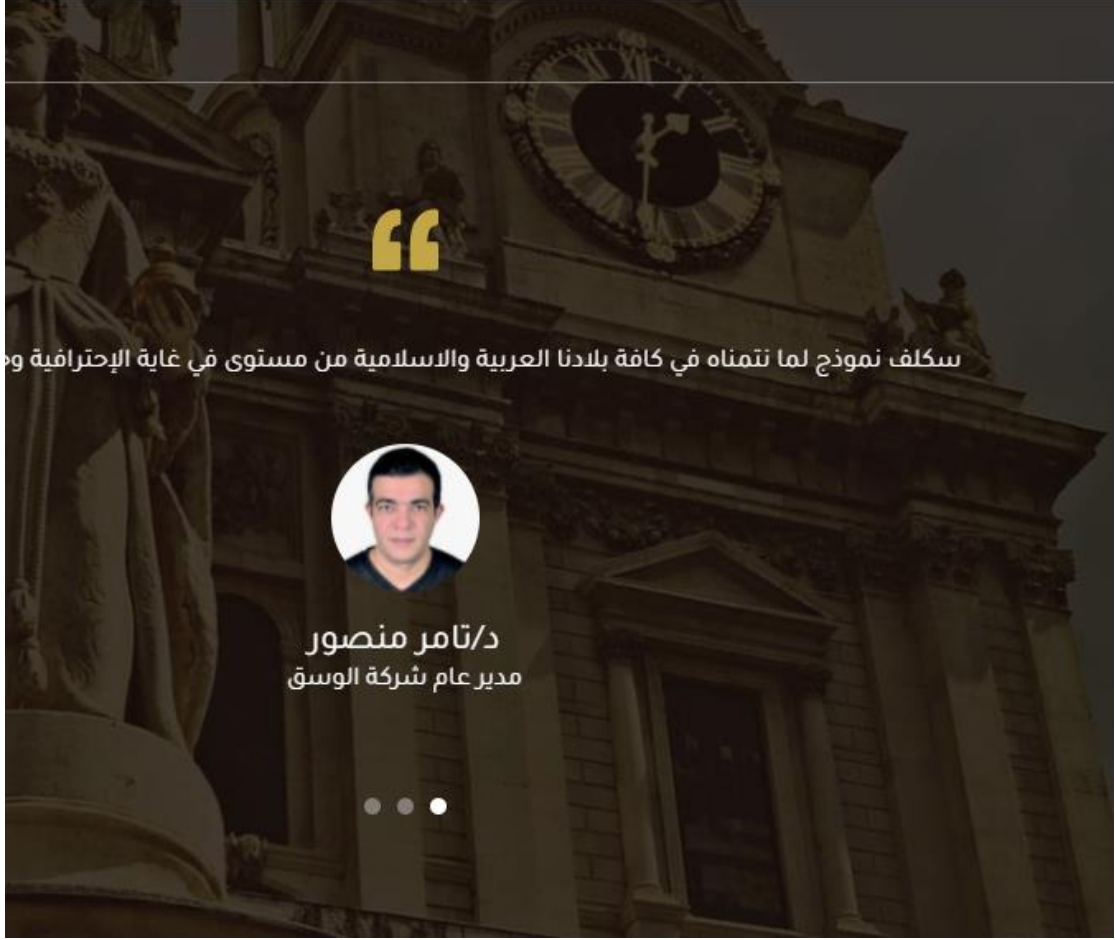 سكلف نموذج لما نتمناه في كافة بلادنا العربية والاسلامية من مستوى في غاية الإحترافية
د/تامر منصور
مدير عام شركة الوسق